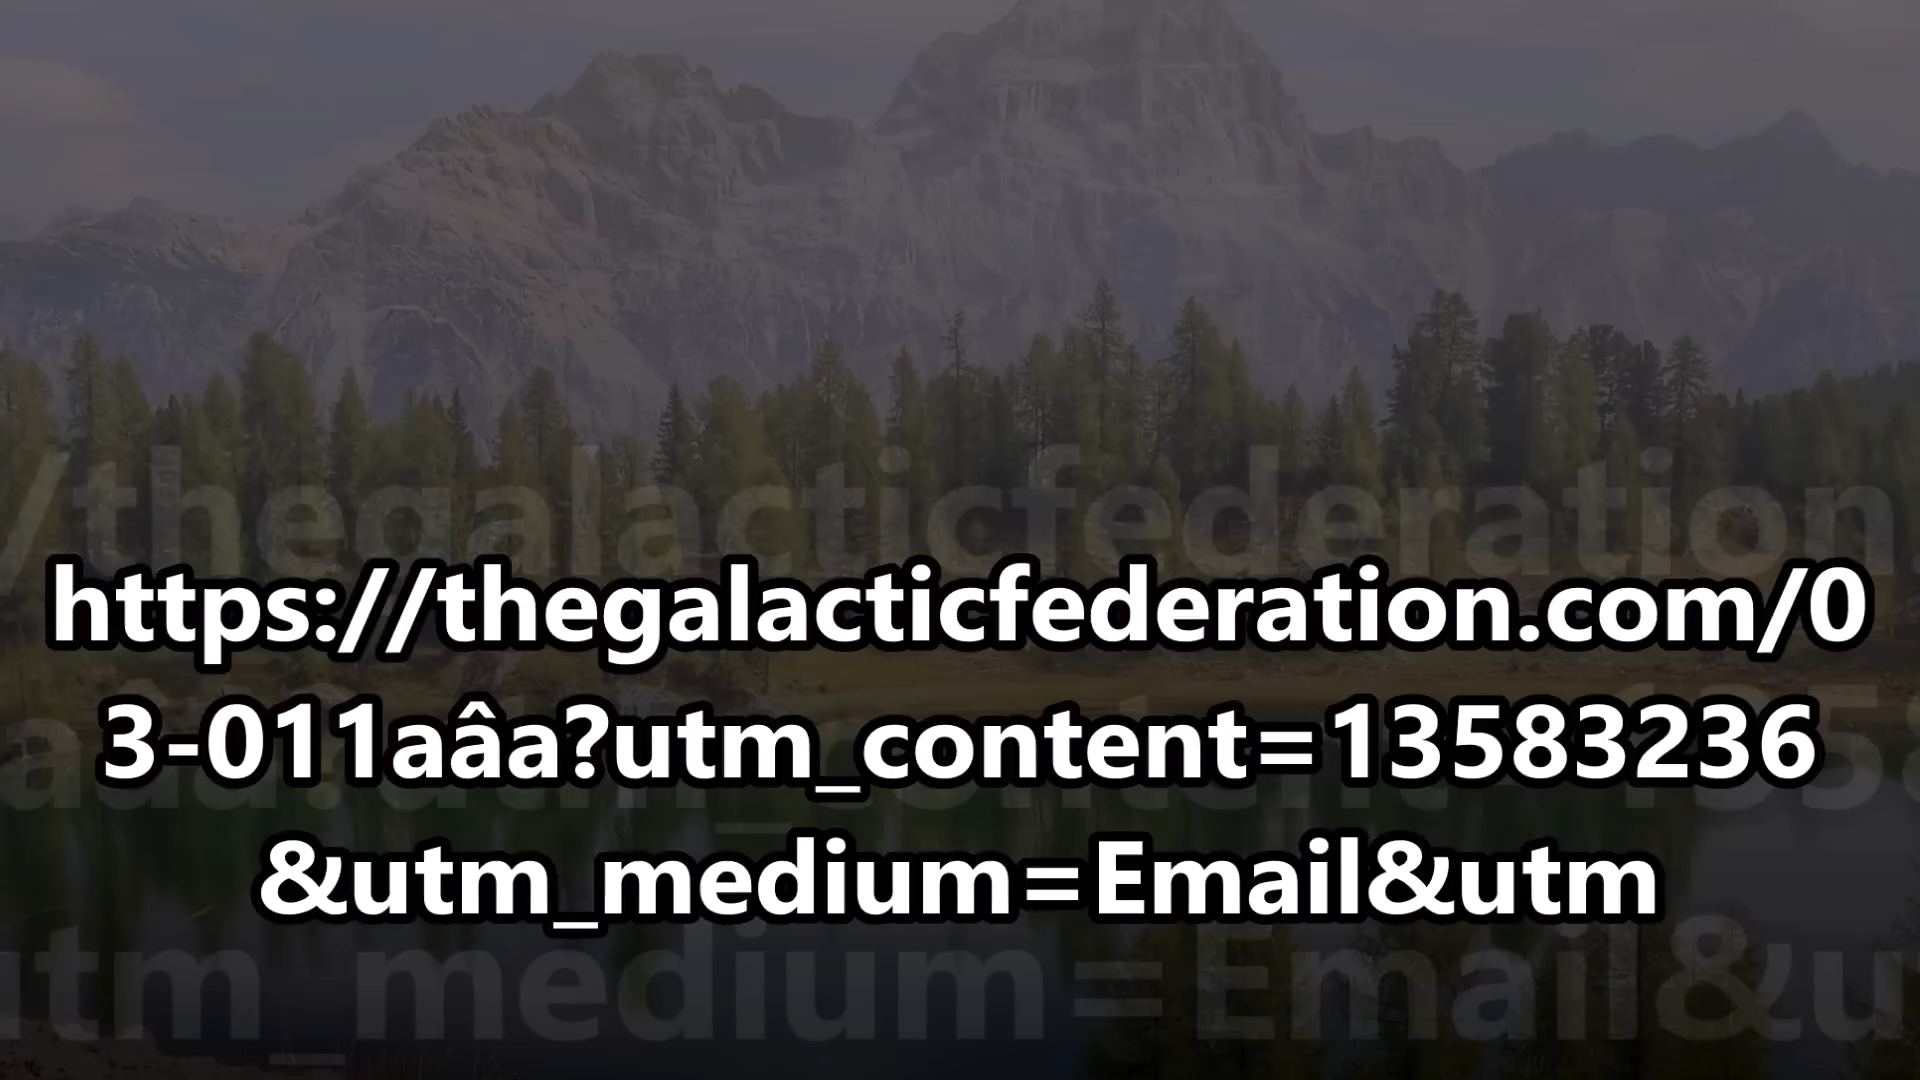 https://thegalacticfederation.com/0
3-011aâa?utm_content=13583236
&utm_medium=Email&utm